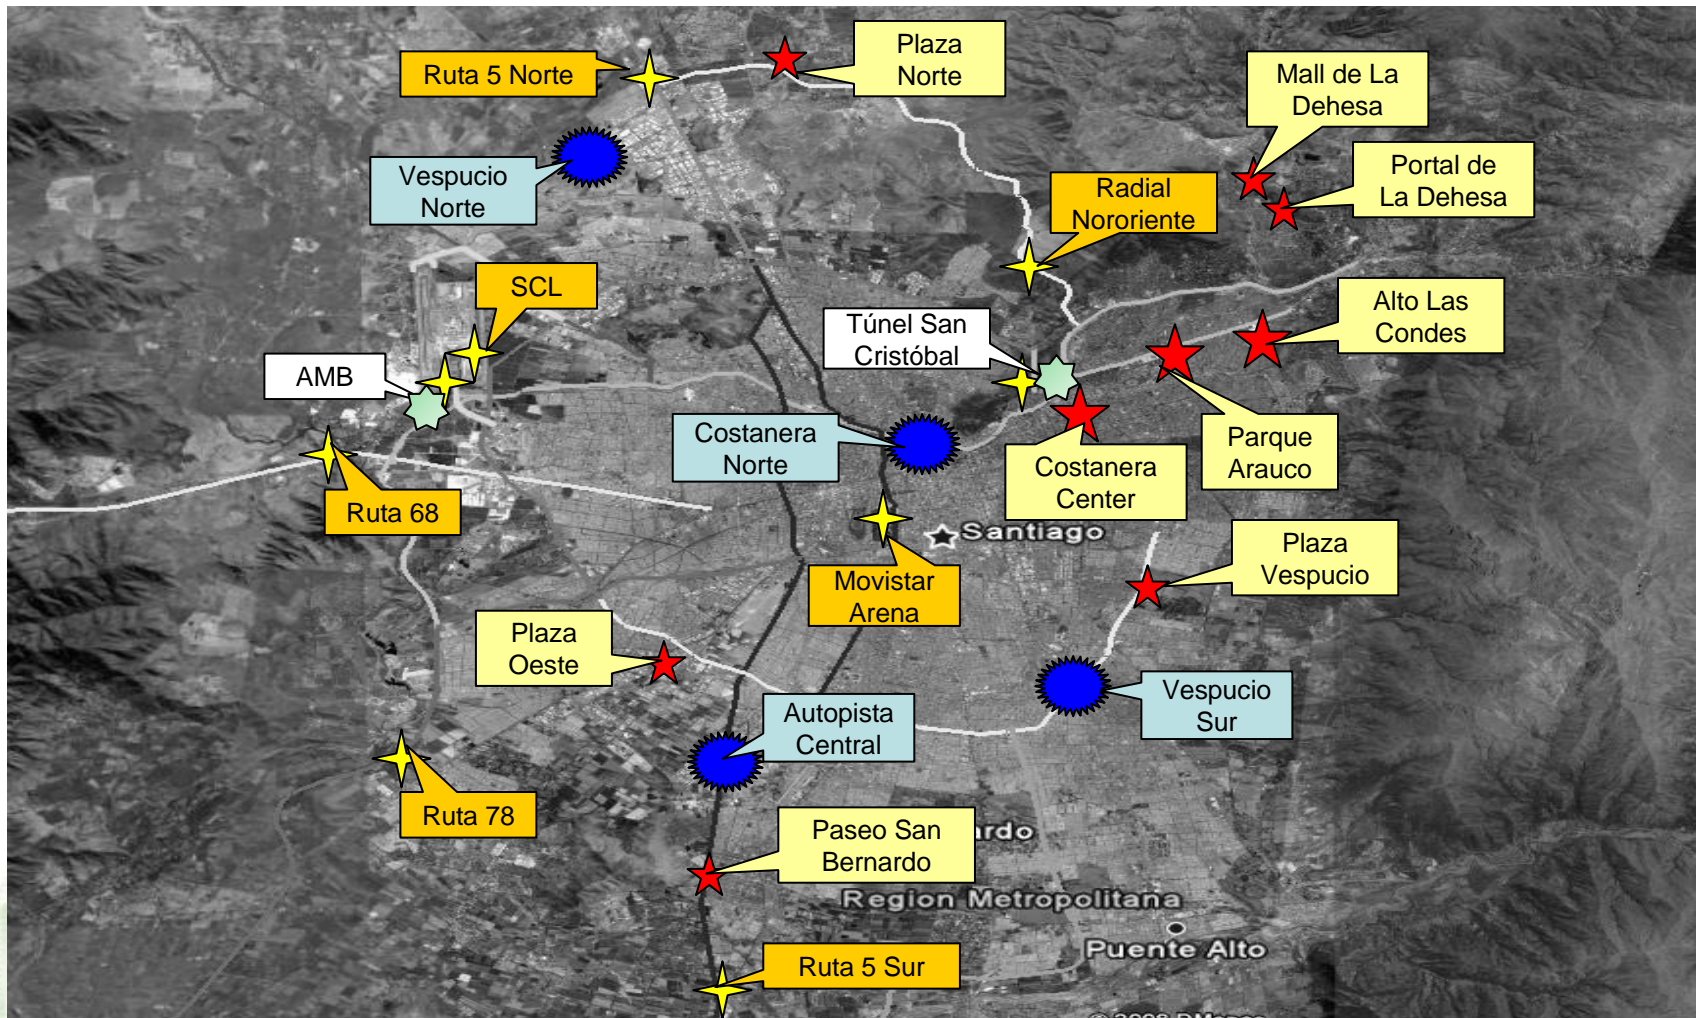 Ruta 5 Norte
Plaza
Norte
Mall de La
Dehesa
Vespucio
Norte
Radial
Nororiente
Portal de
La Dehesa
SCL
Túnel San
Cristóbal
Alto Las
Condes
AMB
Costanera
Norte
Costanera
Center
Parque
Arauco
Ruta 68
Santiago
Movistar
Arena
Plaza
Vespucio
Plaza
Oeste
Autopista
Central
Vespucio
Sur
Ruta 78
Paseo San
Bernardo
ardo
Region Metropolitana
Puente Alto
Ruta 5 Sur